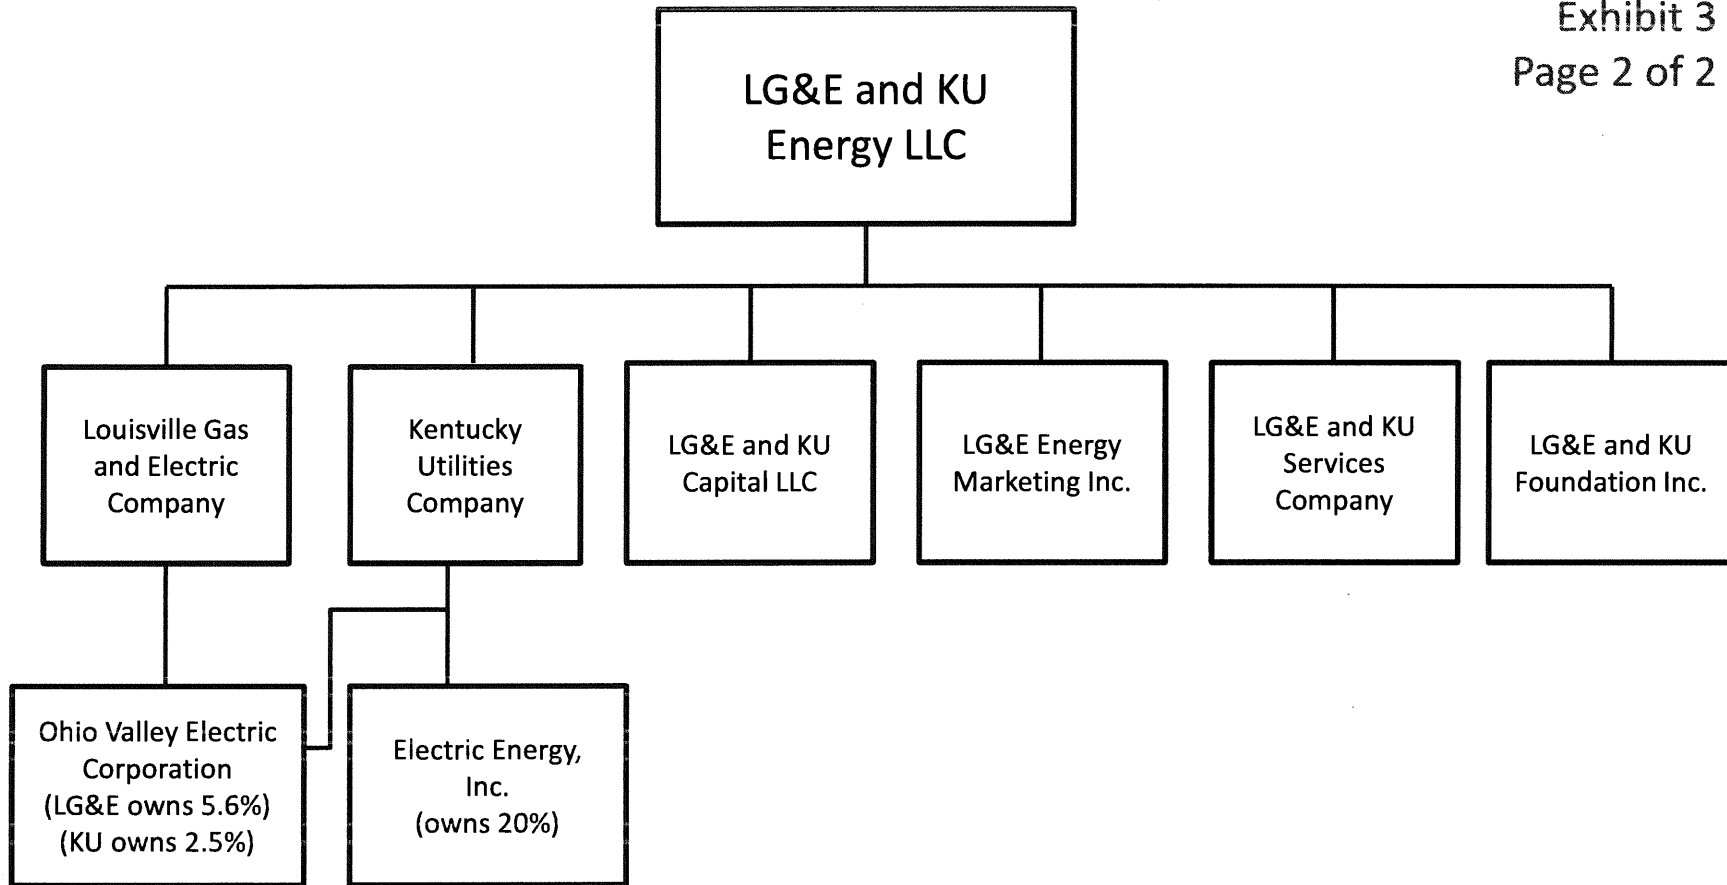 Exhibit 3
Page 2 of 2
LG&E and KU
Energy LLC
Louisville Gas
and Electric
Company
Kentucky
Utilities
Company
LG&E and KU
Capital LLC
LG&E Energy
Marketing Inc.
LG&E and KU
Services
Company
LG&E and KU
Foundation Inc.
Ohio Valley Electric
Corporation
(LG&E owns 5.6%)
(KU owns 2.5%)
Electric Energy,
Inc.
(owns 20%)